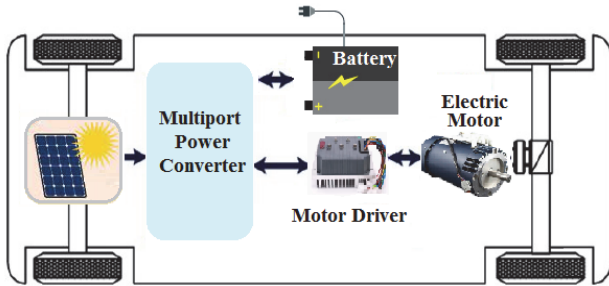 Battery
Multiport
Power
Converter
Electric
Motor
Motor Driver